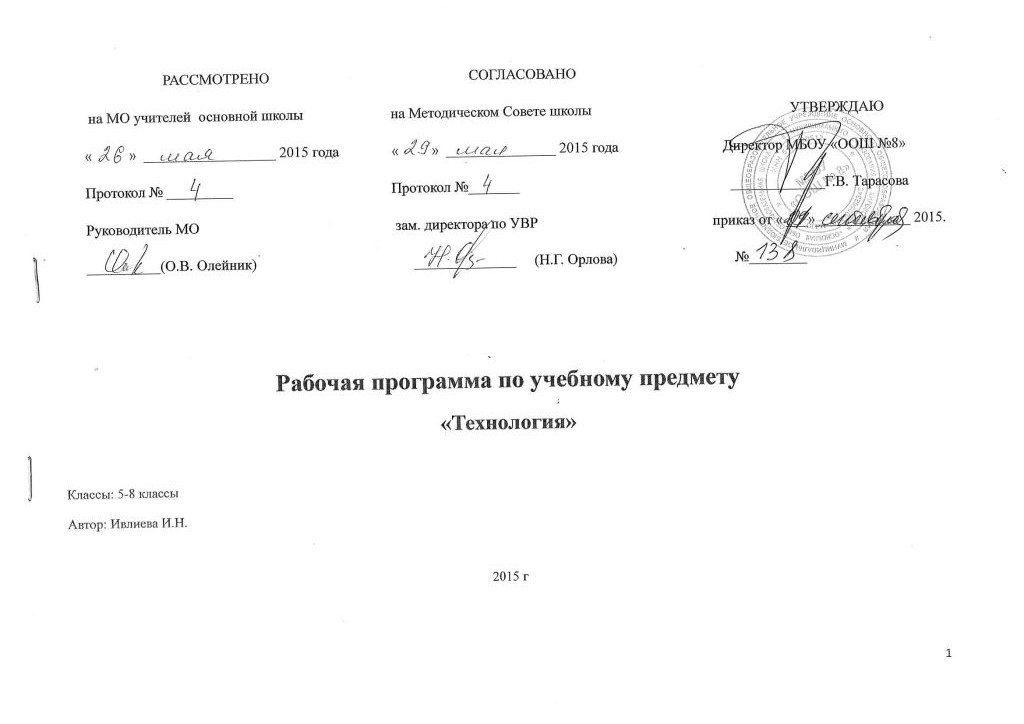 РАССМОТРЕНО
на МО учителей основной школы
« 26 » мая 2015 года
Протокол № 4
Руководитель МО
(О.В. Олейник)
СОГЛАСОВАНО
на Методическом Совете школы
« 29 » мая 2015 года
Протокол № 4
зам. директора по УВР
(Н.Г. Орлова)
УТВЕРЖДАЮ
Директор МБОУ «ООШ №8»
Г.В. Тарасова
приказ от « » сентября 2015.
№ 138
Рабочая программа по учебному предмету
«Технология»
Классы: 5-8 классы
Автор: Ивлиева И.Н.
2015 г
1